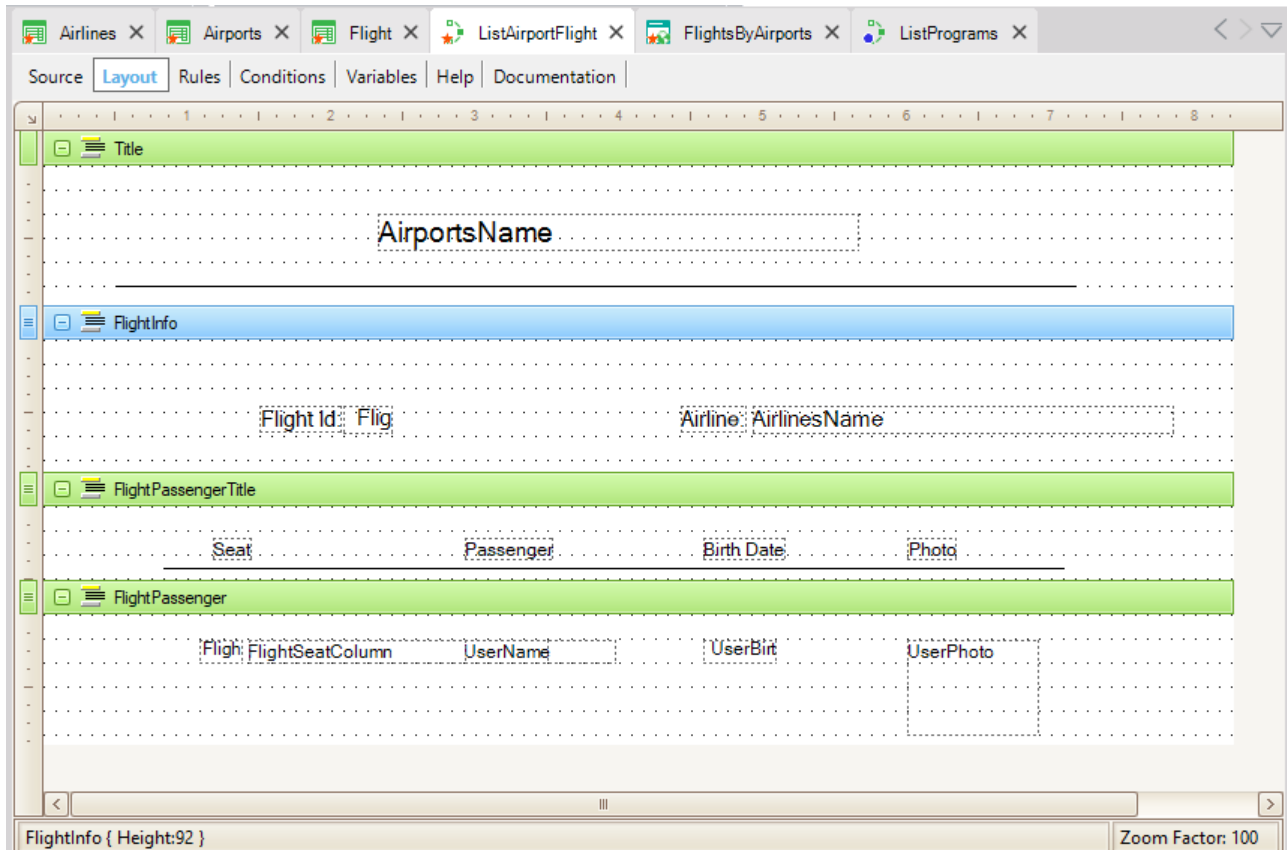 Airlines Airports Flight ListAirportFlight FlightsByAirports ListPrograms
Source Layout Rules Conditions Variables Help Documentation
1 2 3 4 5 6 7 8
Title
AirportsName
FlightInfo
Flight Id: Flig Airline: AirlinesName
FlightPassengerTitle
Seat Passenger Birth Date Photo
FlightPassenger
Fligh FlightSeatColumn UserName UserBirt UserPhoto
FlightInfo { Height:92 } Zoom Factor: 100